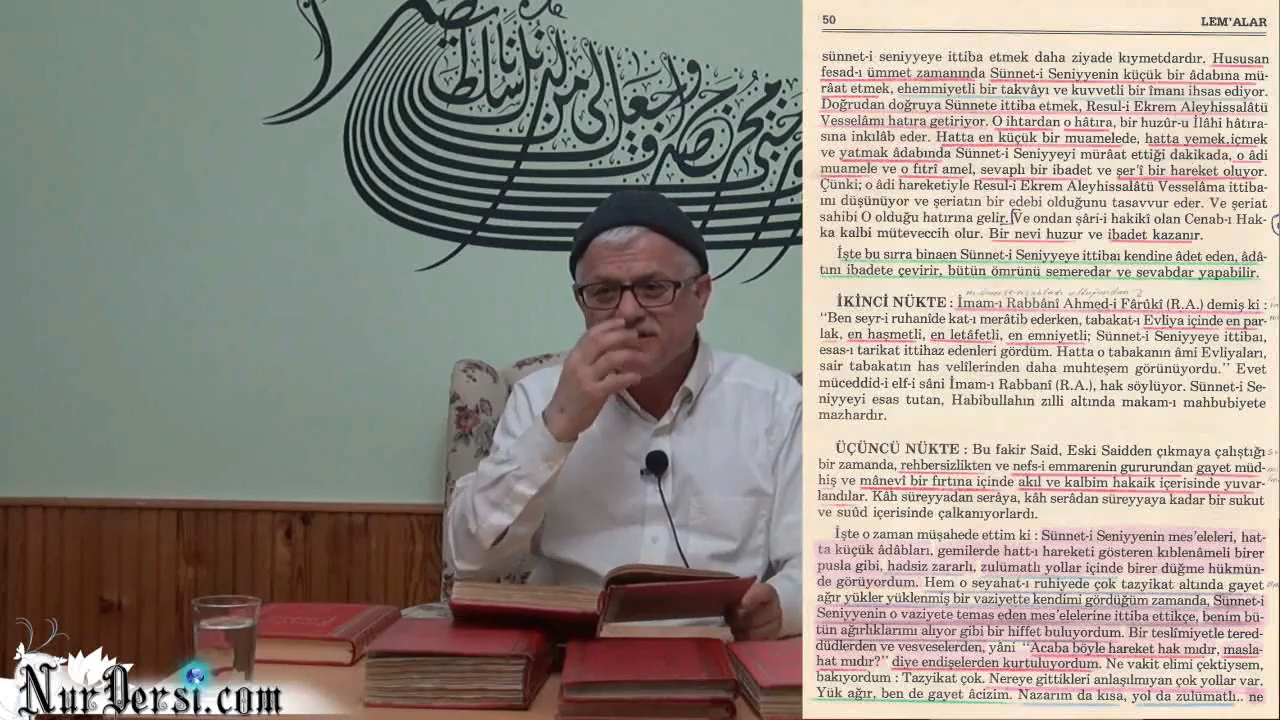 50 LEM'ALAR
sünnet-i seniyyeye ittiba etmek daha ziyade kıymetdardır. Hususan
fesad-ı ümmet zamanında Sünnet-i Seniyyenin küçük bir âdabına mü-
râat etmek, ehemmiyetli bir takvâyı ve kuvvetli bir îmanı ihsas ediyor.
Doğrudan doğruya Sünnete ittiba etmek, Resul-i Ekrem Aleyhissalâtü
Vesselâmı hatıra getiriyor. O ihtardan o hâtıra, bir huzûr-u İlâhi hâtıra-
sına inkılâb eder. Hatta en küçük bir muamelede, hatta yemek, içmek
ve yatmak âdabında Sünnet-i Seniyyeyi mürâat ettiği dakikada, o âdi
muamele ve o fıtrî amel, sevaplı bir ibadet ve şer'î bir hareket oluyor.
Çünki; o âdi hareketiyle Resul-i Ekrem Aleyhissalâtü Vesselâma ittiba-
ını düşünüyor ve şeriatın bir edebi olduğunu tasavvur eder. Ve şeriat
sahibi O olduğu hatırına gelir. Ve ondan şâri-i hakikî olan Cenab-ı Hak-
ka kalbi müteveccih olur. Bir nevi huzur ve ibadet kazanır.
İşte bu sırra binaen Sünnet-i Seniyyeye ittibaı kendine âdet eden, âdâ-
tını ibadete çevirir, bütün ömrünü semeredar ve sevabdar yapabilir.
İKİNCİ NÜKTE : İmam-ı Rabbânî Ahmed-i Fârûkî (R.A.) demiş ki :
"Ben seyr-i ruhanîde kat-ı merâtib ederken, tabakat-ı Evliya içinde en par-
lak, en haşmetli, en letâfetli, en emniyetli; Sünnet-i Seniyyeye ittibaı,
esas-ı tarikat ittihaz edenleri gördüm. Hatta o tabakanın âmî Evliyaları,
sair tabakatın has velîlerinden daha muhteşem görünüyordu." Evet
müceddid-i elf-i sâni İmam-ı Rabbanî (R.A.), hak söylüyor. Sünnet-i Se-
niyyeyi esas tutan, Habibullahın zılli altında makam-ı mahbubiyete
mazhardır.
ÜÇÜNCÜ NÜKTE : Bu fakir Said, Eski Saidden çıkmaya çalıştığı
bir zamanda, rehbersizlikten ve nefs-i emmarenin gururundan gayet müd-
hiş ve mânevî bir fırtına içinde akıl ve kalbim hakaik içerisinde yuvar-
landılar. Kâh süreyyadan serâya, kâh serâdan süreyyaya kadar bir sukut
ve suûd içerisinde çalkanıyorlardı.
İşte o zaman müşahede ettim ki : Sünnet-i Seniyyenin mes'eleleri, hat-
ta küçük âdâbları, gemilerde hatt-ı hareketi gösteren kıblenâmeli birer
pusla gibi, hadsiz zararlı, zulümatlı yollar içinde birer düğme hükmün-
de görüyordum. Hem o seyahat-ı ruhiyede çok tazyikat altında gayet
ağır yükler yüklenmiş bir vaziyette kendimi gördüğüm zamanda, Sünnet-i
Seniyyenin o vaziyete temas eden mes'elelerine ittiba ettikçe, benim bü-
tün ağırlıklarımı alıyor gibi bir hiffet buluyordum. Bir teslîmiyetle tered-
düdlerden ve vesveselerden, yâni "Acaba böyle hareket hak mıdır, masla-
hat mıdır?" diye endişelerden kurtuluyordum. Ne vakit elimi çektiysem,
bakıyordum : Tazyikat çok. Nereye gittikleri anlaşılmıyan çok yollar var.
Yük ağır, ben de gayet âcizim. Nazarım da kısa, yol da zulümatlı.. ne
NurDersi.com